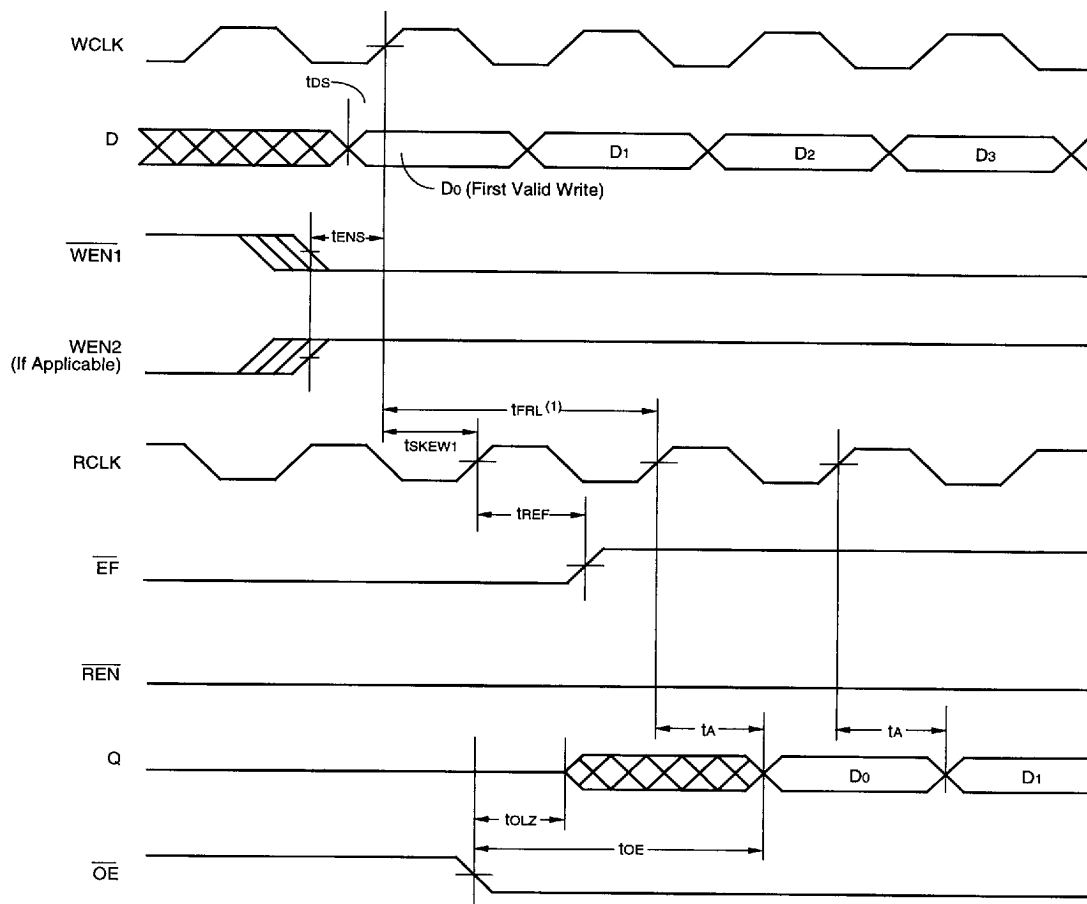 WCLK
tDS
D
D0 (First Valid Write)
D1
D2
D3
WEN1
tENS
WEN2
(If Applicable)
tFRL (1)
tSKEW1
RCLK
tREF
EF
REN
tA
tA
Q
D0
D1
tOLZ
tOE
OE